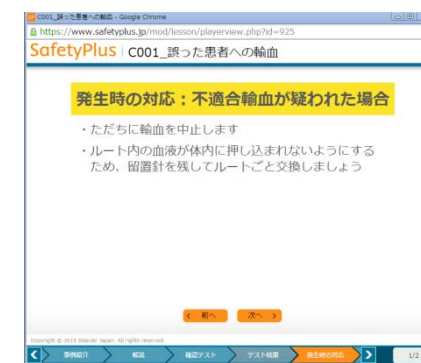 C001_誤った患者への輸血 - Google Chrome
https://www.safetyplus.jp/mod/lesson/playerview.php?id=925
SafetyPlus C001_誤った患者への輸血
発生時の対応：不適合輸血が疑われた場合
・ただちに輸血を中止します
・ルート内の血液が体内に押し込まれないようにする
ため、留置針を残してルートごと交換しましょう
前へ 次へ
Copyright © 2013 Elsevier Japan. All rights reserved.
事例紹介 解説 確認テスト テスト結果 発生時の対応 1/2